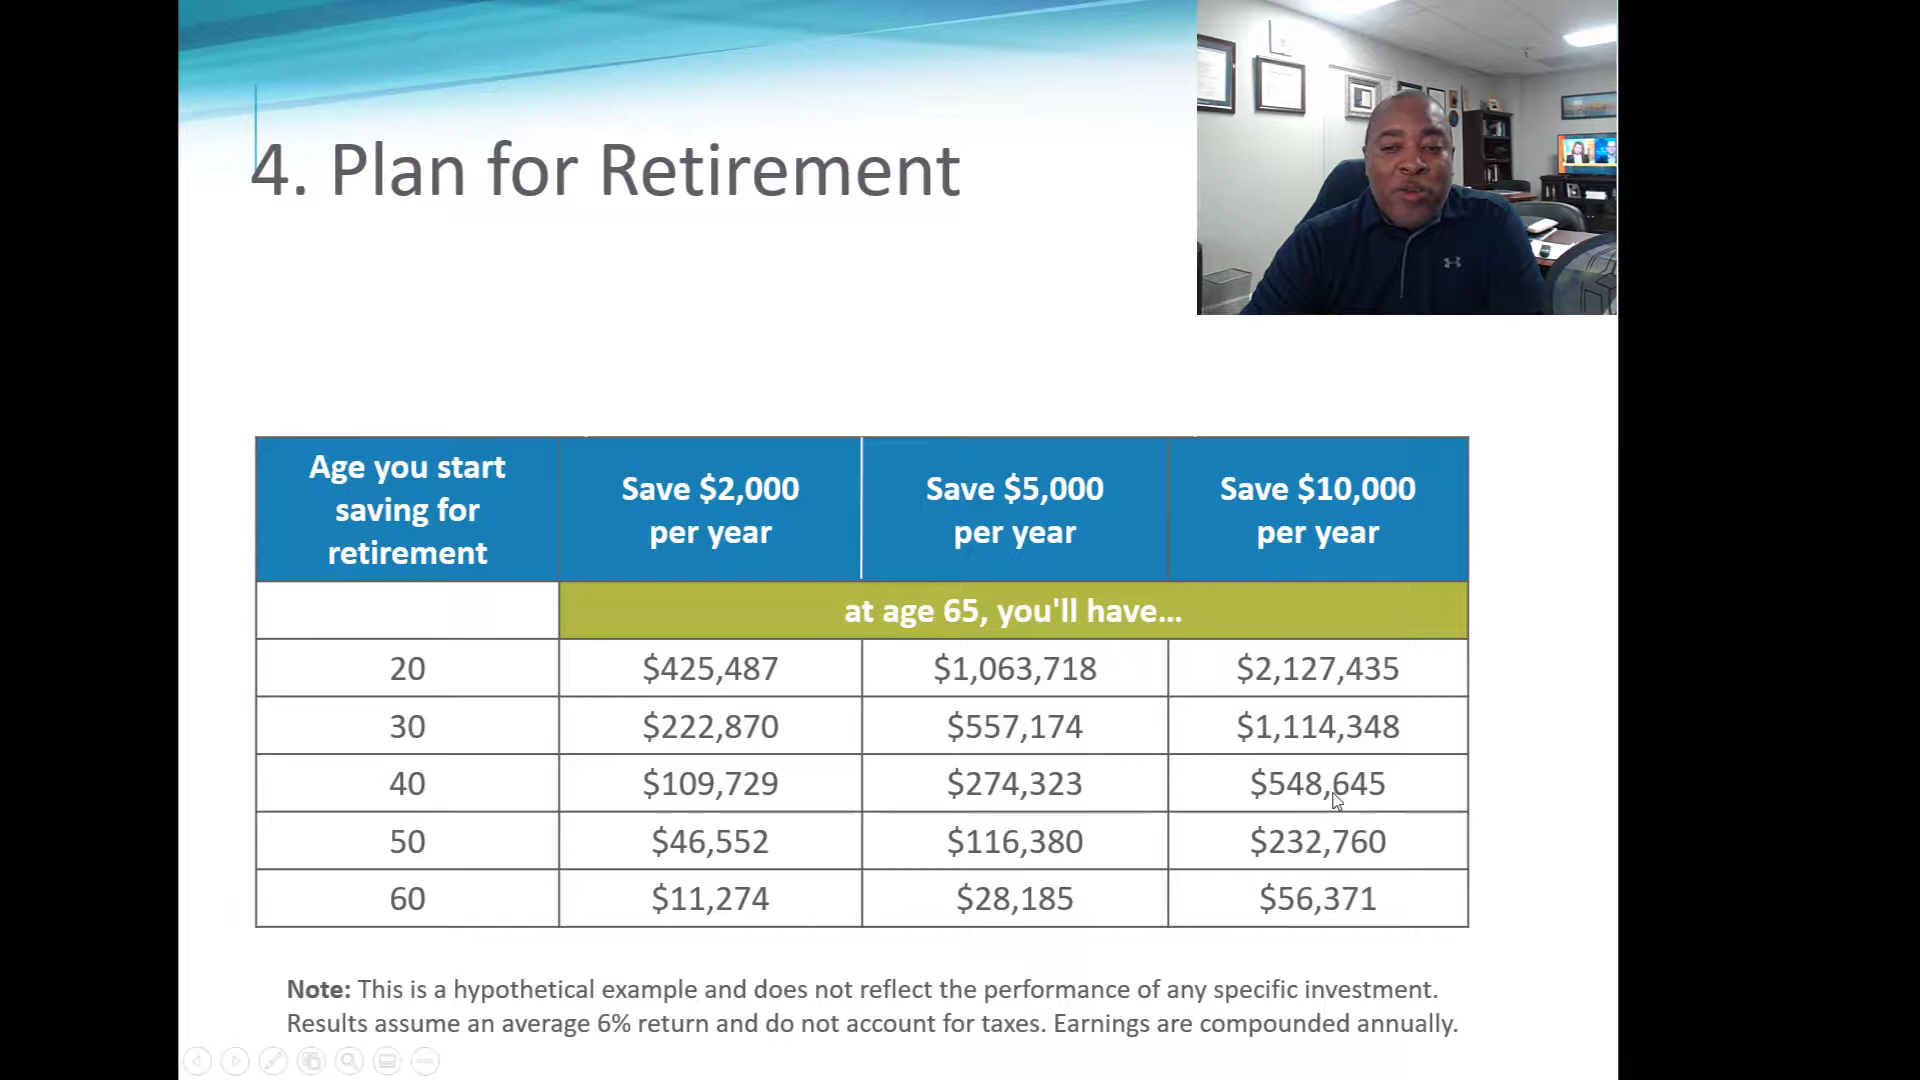 4. Plan for Retirement
Age you start
saving for
retirement
Save $2,000
per year
Save $5,000
per year
Save $10,000
per year
at age 65, you'll have...
20 $425,487 $1,063,718 $2,127,435
30 $222,870 $557,174 $1,114,348
40 $109,729 $274,323 $548,645
50 $46,552 $116,380 $232,760
60 $11,274 $28,185 $56,371
Note: This is a hypothetical example and does not reflect the performance of any specific investment.
Results assume an average 6% return and do not account for taxes. Earnings are compounded annually.